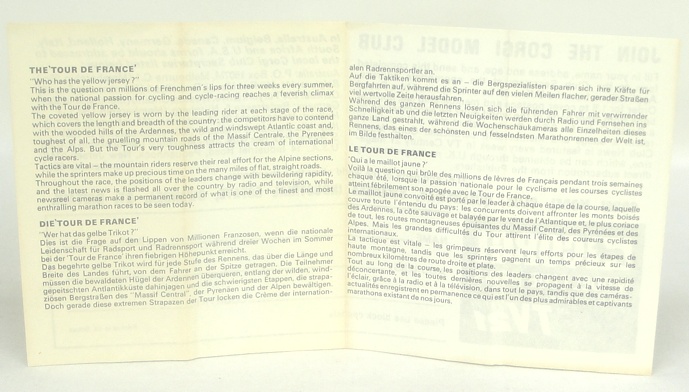 THE 'TOUR DE FRANCE'
"Who has the yellow jersey?"
This is the question on millions of Frenchmen's lips for three weeks every summer,
when the national passion for cycling and cycle-racing reaches a feverish climax
with the Tour de France.
The coveted yellow jersey is worn by the leading rider at each stage of the race,
which covers the length and breadth of the country; the competitors have to contend
with the wooded hills of the Ardennes, the wild and windswept Atlantic coast and,
toughest of all, the gruelling mountain roads of the Massif Central, the Pyrenees
and the Alps. But the Tour's very toughness attracts the cream of international
cycle racers.
Tactics are vital – the mountain riders reserve their real effort for the Alpine sections,
while the sprinters make up precious time on the many miles of flat, straight roads.
Throughout the race, the positions of the leaders change with bewildering rapidity,
and the latest news is flashed all over the country by radio and television, while
newsreel cameras make a permanent record of what is one of the finest and most
enthralling marathon races to be seen today.
DIE 'TOUR DE FRANCE'
"Wer hat das gelbe Trikot?"
Dies ist die Frage auf den Lippen von Millionen Franzosen, wenn die nationale
Leidenschaft für Radsport und Radrennsport während dreier Wochen im Sommer
bei der 'Tour de France' ihren fiebrigen Höhepunkt erreicht.
Das begehrte gelbe Trikot wird für jede Stufe des Rennens, das über die Länge und
Breite des Landes führt, von dem Fahrer an der Spitze getragen. Die Teilnehmer
müssen die bewaldeten Hügel der Ardennen überqueren, entlang der wilden, wind-
gepeitschten Antlantikküste dahinjagen und die schwierigsten Etappen, die stra-
ziösen Bergstraßen des "Massif Central", der Pyrenäen und der Alpen bewältigen.
Doch gerade diese extremen Strapazen der Tour locken die Crème der Internation-
alen Radrennsportler an.
Auf die Taktiken kommt es an – die Bergspezialisten sparen sich ihre Kräfte für
Bergfahrten auf, während die Sprinter auf den vielen Meilen flacher, gerader Straßen
viel wertvolle Zeite herausfahren.
Während des ganzen Rennens lösen sich die führenden Fahrer mit verwirrender
Schnelligkeit ab und die letzten Neuigkeiten werden durch Radio und Fernsehen ins
ganze Land gestrahlt, während die Wochenschaukameras alle Einzelheiten dieses
Rennens, das eines der schönsten und fesselndsten Marathonrennen der Welt ist,
im Bilde festhalten.
LE TOUR DE FRANCE
'Qui a le maillot jaune?'
Voilà la question qui brûle des millions de lèvres de Français pendant trois semaines
chaque été, lorsque la passion nationale pour le cyclisme et les courses cyclistes
atteint fébrilement son apogée avec le Tour de France.
Le maillot jaune convoité est porté par le leader à chaque étape de la course, laquelle
couvre toute l'étendu du pays: les concurrents doivent affronter les monts boisés
des Ardennes, la côte sauvage et balayée par le vent de l'Atlantique et, le plus coriace
de tout, les routes montagneuses épuisantes du Massif Central, des Pyrénées et des
Alpes. Mais les grandes difficultés du Tour attirent l'élite des coureurs cyclistes
internationaux.
La tactique est vitale – les grimpeurs réservent leurs efforts pour les étapes de
haute montagne, tandis que les sprinters gagnent un temps précieux sur les
nombreux kilomètres de route droite et plate.
Tout au long de la course, les positions des leaders changent avec une rapidité
déconcertante, et les toutes dernières nouvelles se propagent à la vitesse de
l'éclair, grâce à la radio et à la télévision, dans tout le pays, tandis que des caméras-
actualités enregistrent en permanence ce qui est l'un des plus admirables et captivants
marathons existant de nos jours.
JOIN THE CORGI MODEL CLUB